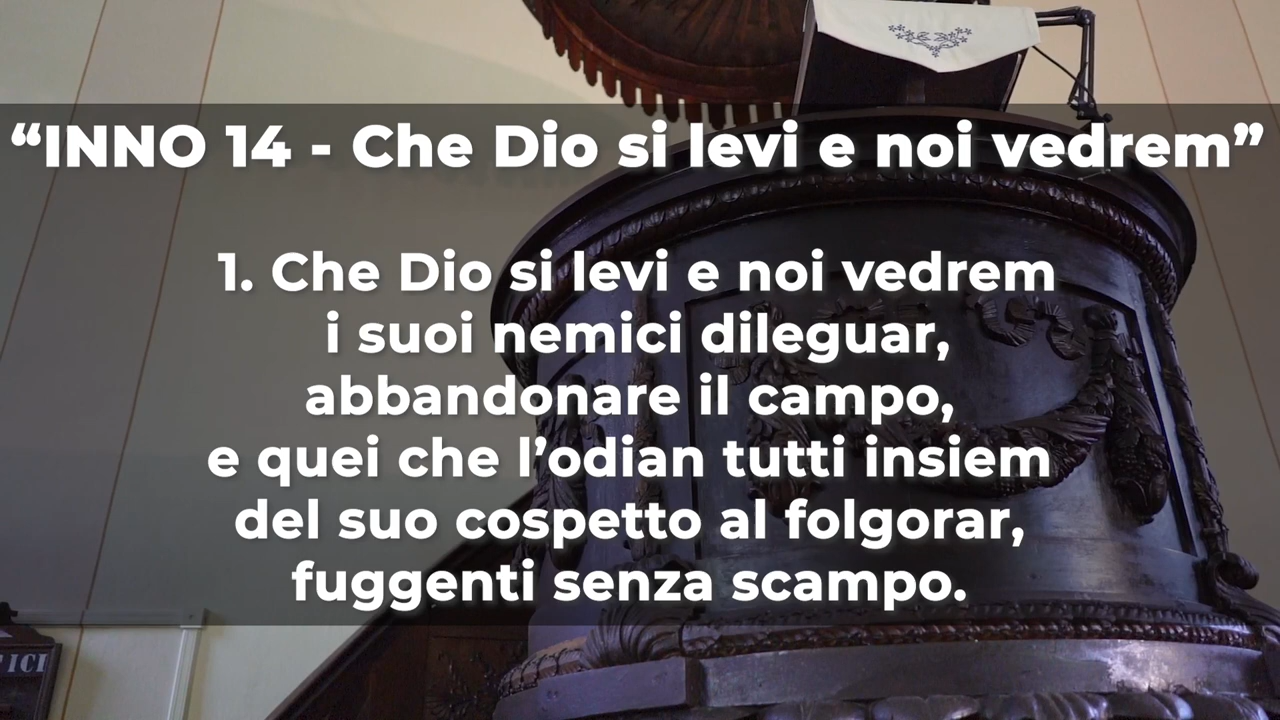 “INNO 14 - Che Dio si levi e noi vedrem”
1. Che Dio si levi e noi vedrem
i suoi nemici dileguar,
abbandonare il campo,
e quei che l’odian tutti insiem
del suo cospetto al folgorar,
fuggenti senza scampo.
ICI